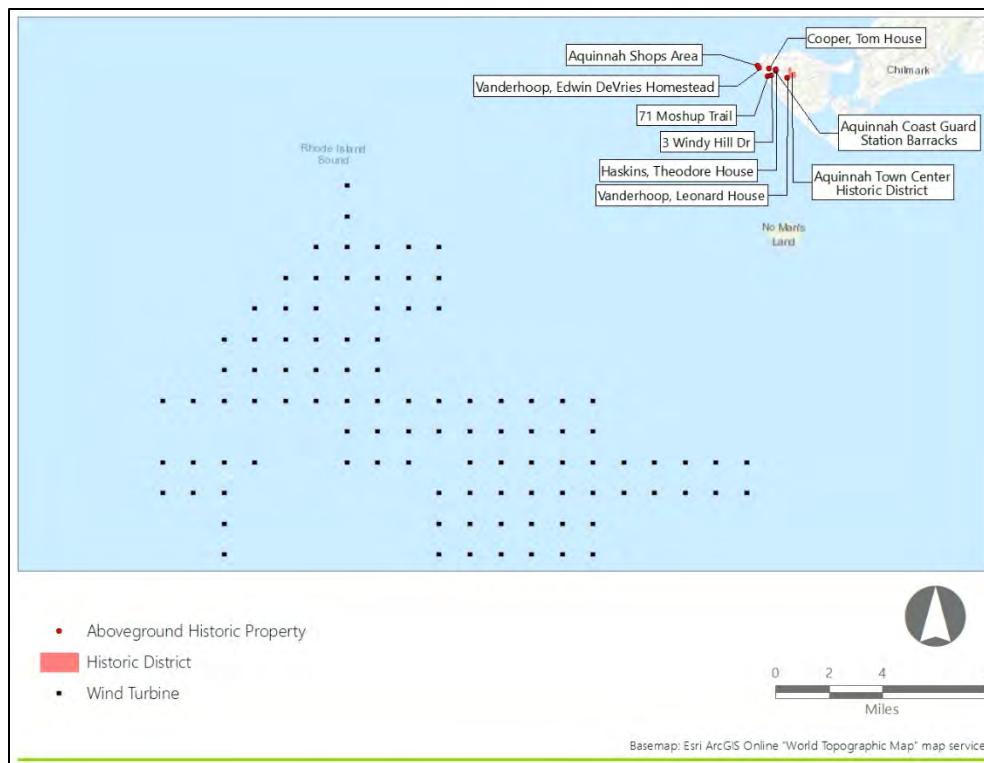 Cooper, Tom House
Aquinnah Shops Area
Chilmark
Vanderhoop, Edwin DeVries Homestead
71 Moshup Trail
Aquinnah Coast Guard
Station Barracks
3 Windy Hill Dr
Rhode Island
Sound
Haskins, Theodore House
Aquinnah Town Center
Historic District
Vanderhoop, Leonard House
No Mans
Land
Aboveground Historic Property
Historic District
Wind Turbine
0 2 4
Miles
Basemap: Esri ArcGIS Online "World Topographic Map" map service